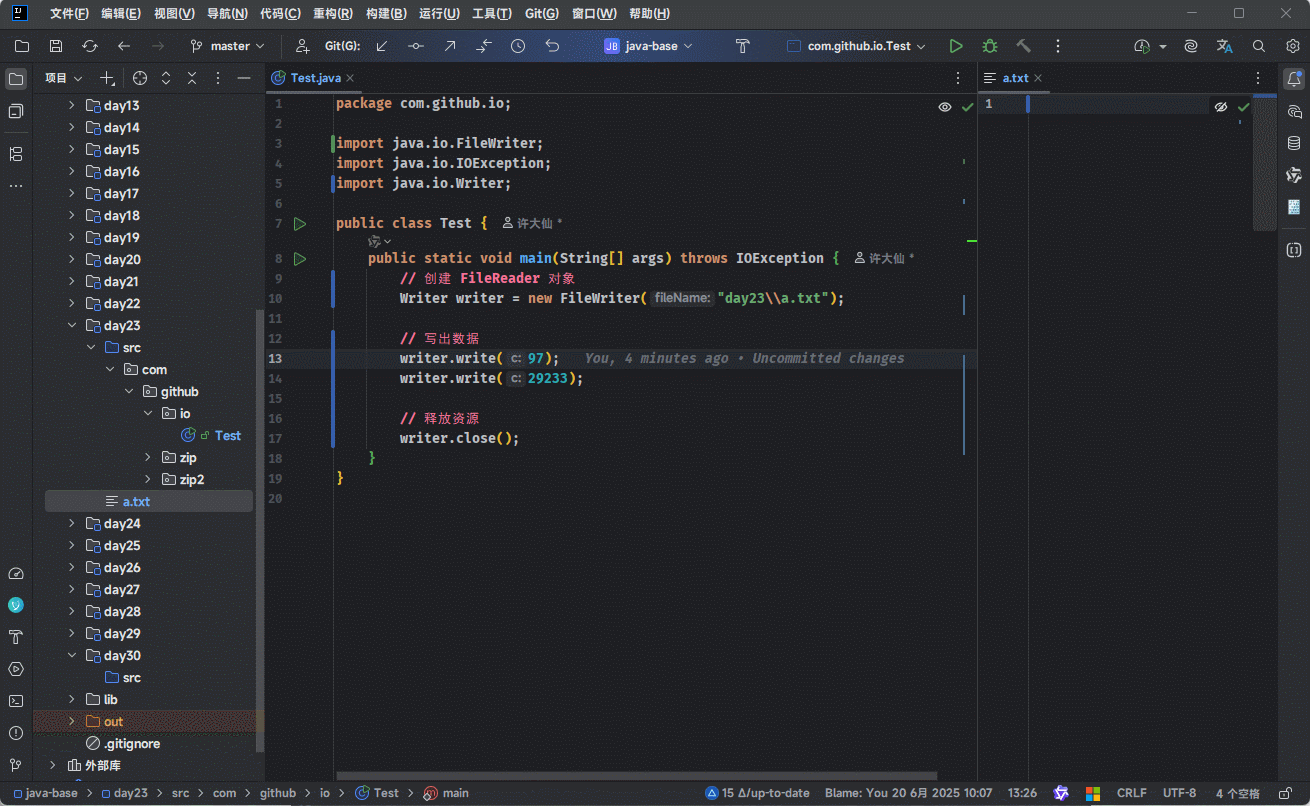 文件(F) 编辑(E) 视图(V) 导航(N) 代码(C) 重构(R) 构建(B) 运行(U) 工具(T) Git(G) 窗口(W) 帮助(H)
master Git(G): JB java-base com.github.io.Test
项目
Test.java
a.txt
day13
day14
day15
day16
day17
day18
day19
day20
day21
day22
day23
src
com
github
io
Test
zip
zip2
a.txt
day24
day25
day26
day27
day28
day29
day30
src
lib
out
.gitignore
外部库
1 package com.github.io;
2
3 import java.io.FileWriter;
4 import java.io.IOException;
5 import java.io.Writer;
6
7 public class Test { 许大仙 *
8 public static void main(String[] args) throws IOException { 许大仙 *
9 // 创建 FileReader 对象
10 Writer writer = new FileWriter( fileName: "day23\\a.txt");
11
12 // 写出数据
13 writer.write( c: 97); You, 4 minutes ago • Uncommitted changes
14 writer.write( c: 29233);
15
16 // 释放资源
17 writer.close();
18 }
19 }
20
1
java-base > day23 > src > com > github > io > Test > main
15 Δ/up-to-date Blame: You 20 6月 2025 10:07 13:26 CRLF UTF-8 4 个空格